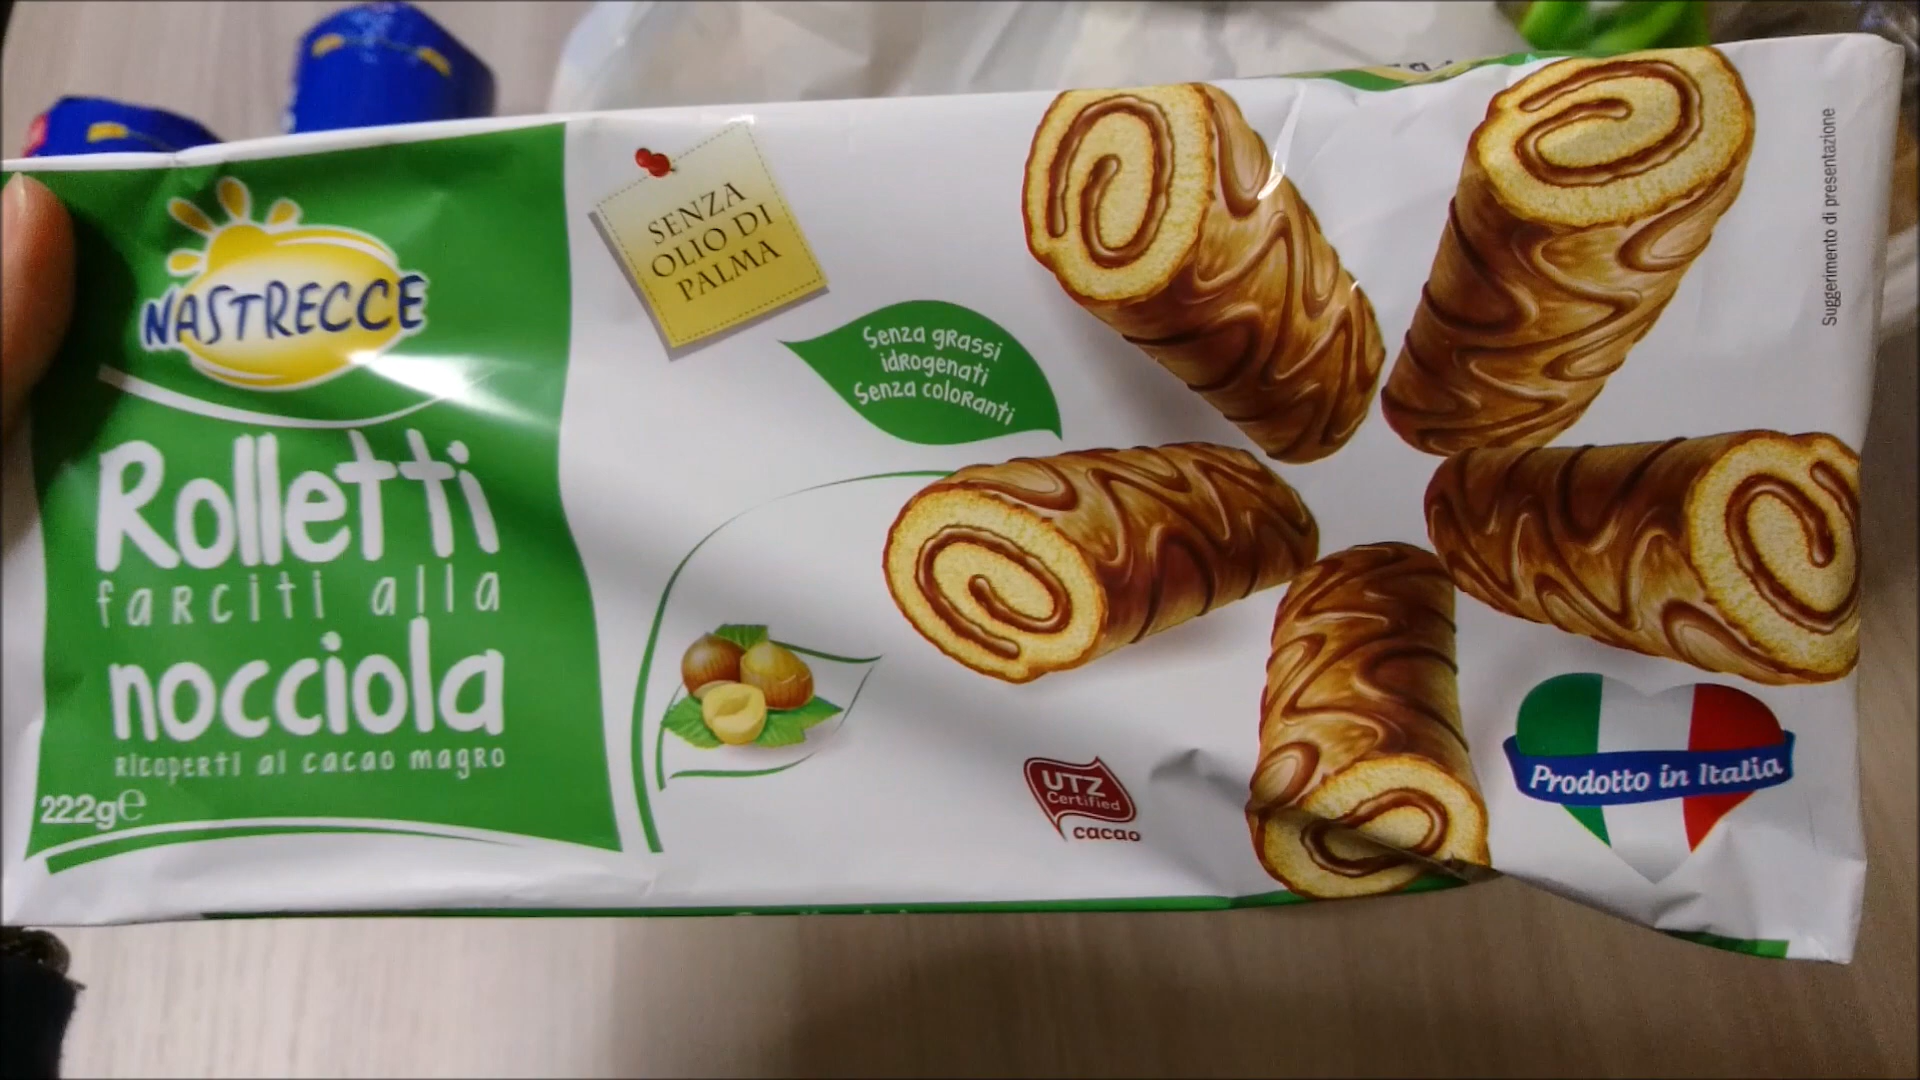 NASTRECCE
Rolletti
farciti alla
nocciola
ricoperti al cacao magro
222g℮
SENZA
OLIO DI
PALMA
Senza grassi
idrogenati
Senza coloranti
UTZ
Certified
cacao
Prodotto in Italia
Suggerimento di presentazione